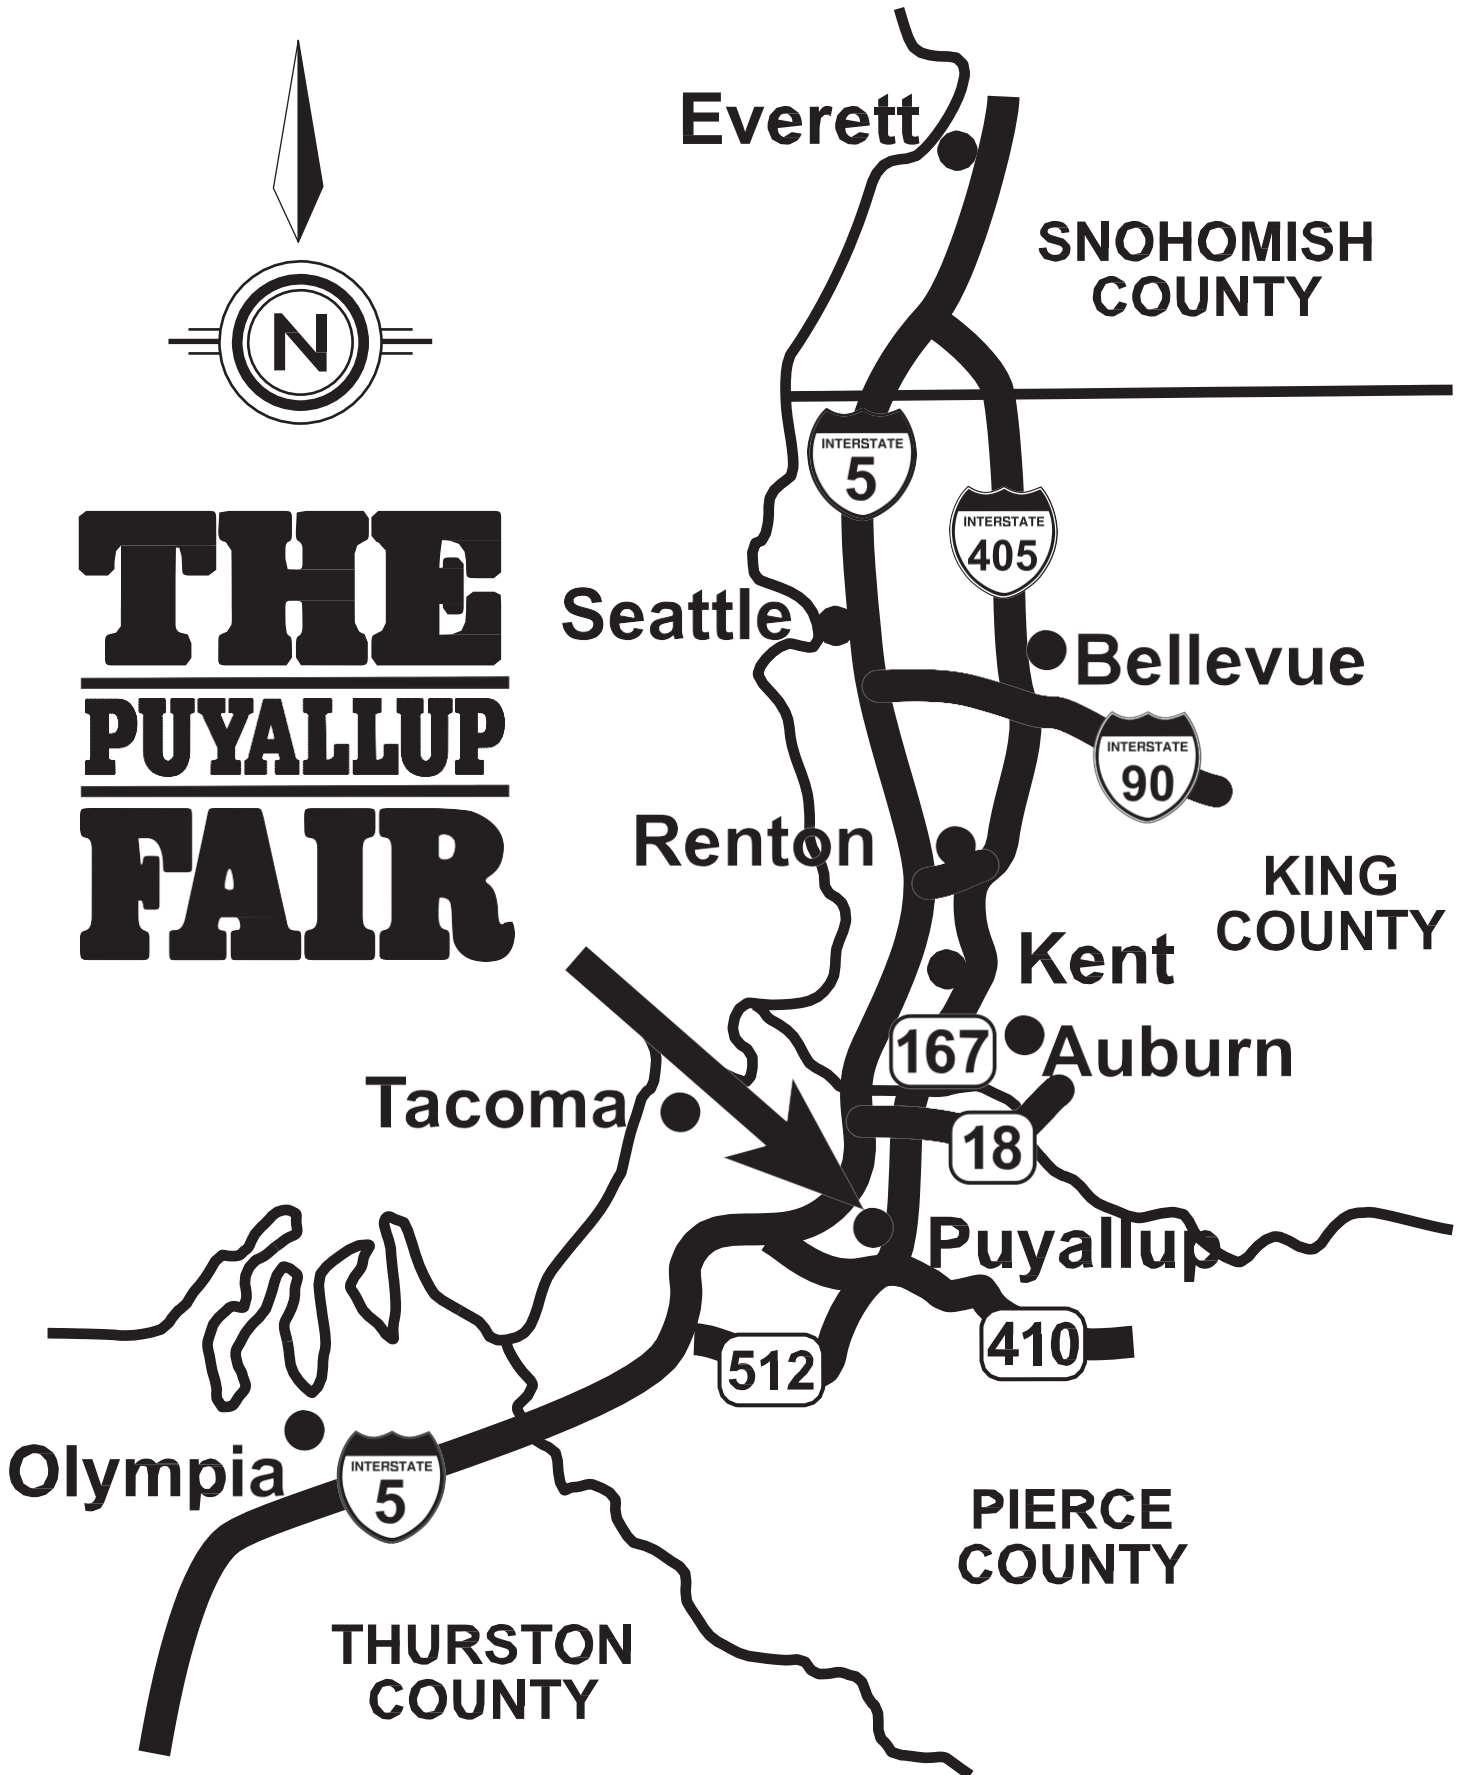 Everett
SNOHOMISH
COUNTY
N
INTERSTATE
5
INTERSTATE
405
THE
PUYALLUP
FAIR
Seattle
Bellevue
INTERSTATE
90
Renton
KING
COUNTY
Kent
167
Auburn
Tacoma
18
Puyallup
410
512
Olympia
INTERSTATE
5
PIERCE
COUNTY
THURSTON
COUNTY